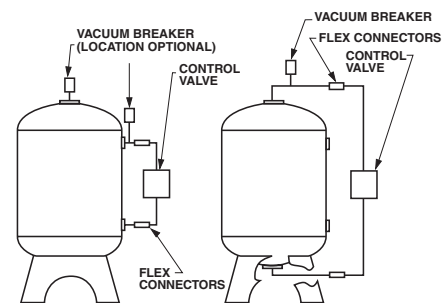 VACUUM BREAKER
(LOCATION OPTIONAL)
CONTROL
VALVE
FLEX
CONNECTORS
VACUUM BREAKER
FLEX CONNECTORS
CONTROL
VALVE